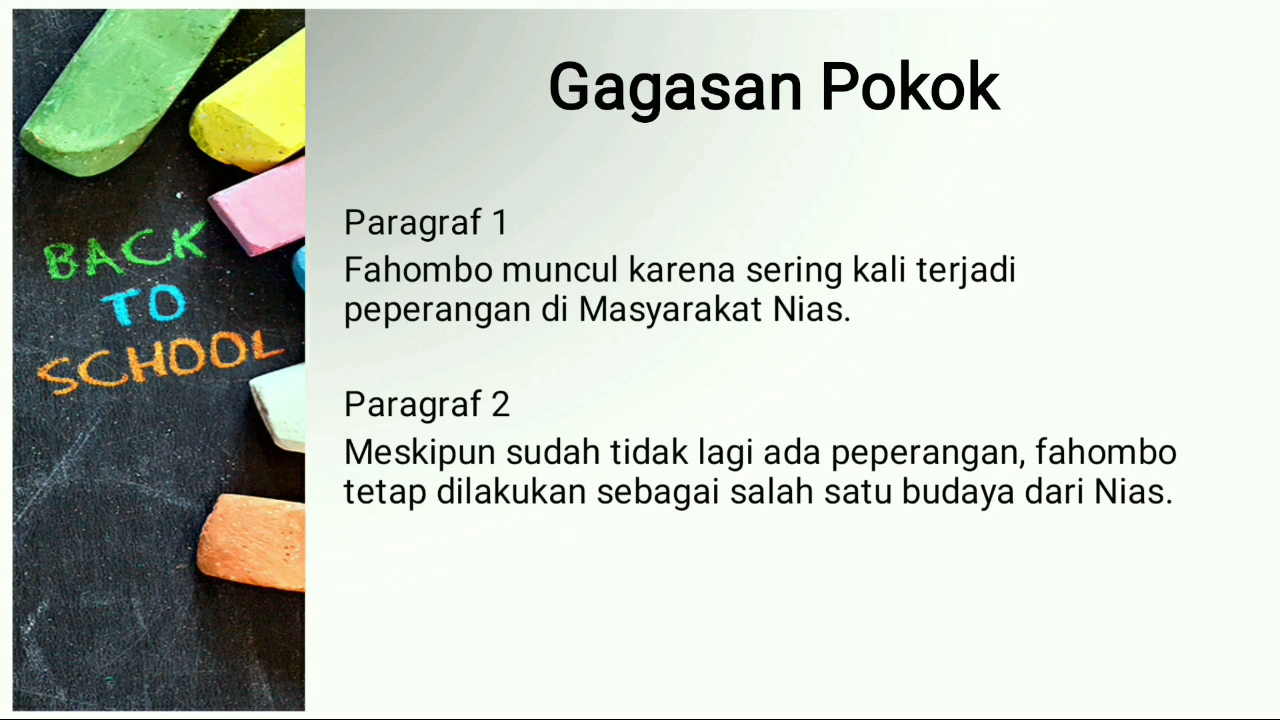 Gagasan Pokok
BACK
TO
SCHOOL
Paragraf 1
Fahombo muncul karena sering kali terjadi
peperangan di Masyarakat Nias.
Paragraf 2
Meskipun sudah tidak lagi ada peperangan, fahombo
tetap dilakukan sebagai salah satu budaya dari Nias.